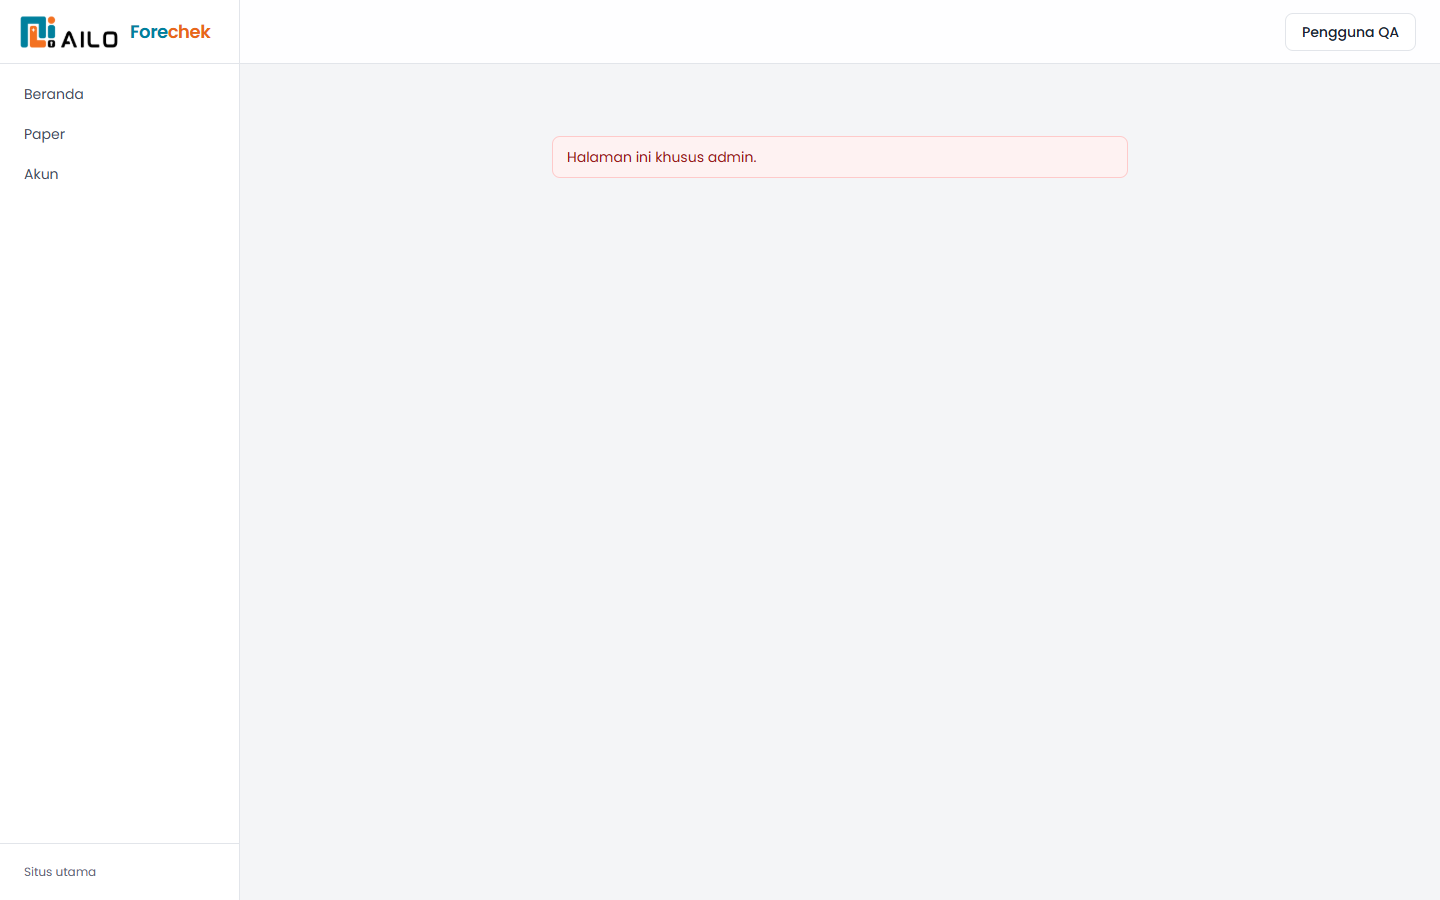 AILO Forechek
Pengguna QA
Beranda
Paper
Akun
Halaman ini khusus admin.
Situs utama